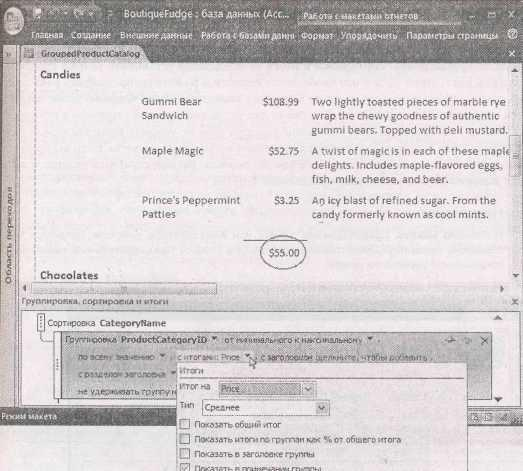 BoutiqueFudge : база данных (Acc... Работа с макетами отчетов
Главная Создание Внешние данные Работа с базами данн Формат Упорядочить Параметры страницы
GroupedProductCatalog
Область переходов
Candies
Gummi Bear Sandwich $108.99 Two lightly toasted pieces of marble rye
wrap the chewy goodness of authentic
gummi bears. Topped with deli mustard.
Maple Magic $52.75 A twist of magic is in each of these maple
delights. Includes maple-flavored eggs,
fish, milk, cheese, and beer.
Prince's Peppermint Patties $3.25 An icy blast of refined sugar. From the
candy formerly known as cool mints.
$55.00
Chocolates
Группировка, сортировка и итоги
Сортировка CategoryName
Группировка ProductCategoryID от минимального к максимальному
по всему значению с итогами: Price с заголовком щелкните, чтобы добавить
с разделом заголовка
не удерживать группу н
Итоги
Итог на Price
Тип Среднее
Показать общий итог
Показать итоги по группам как % от общего итога
Показать в заголовке группы
Показать в примечании группы
Режим макета